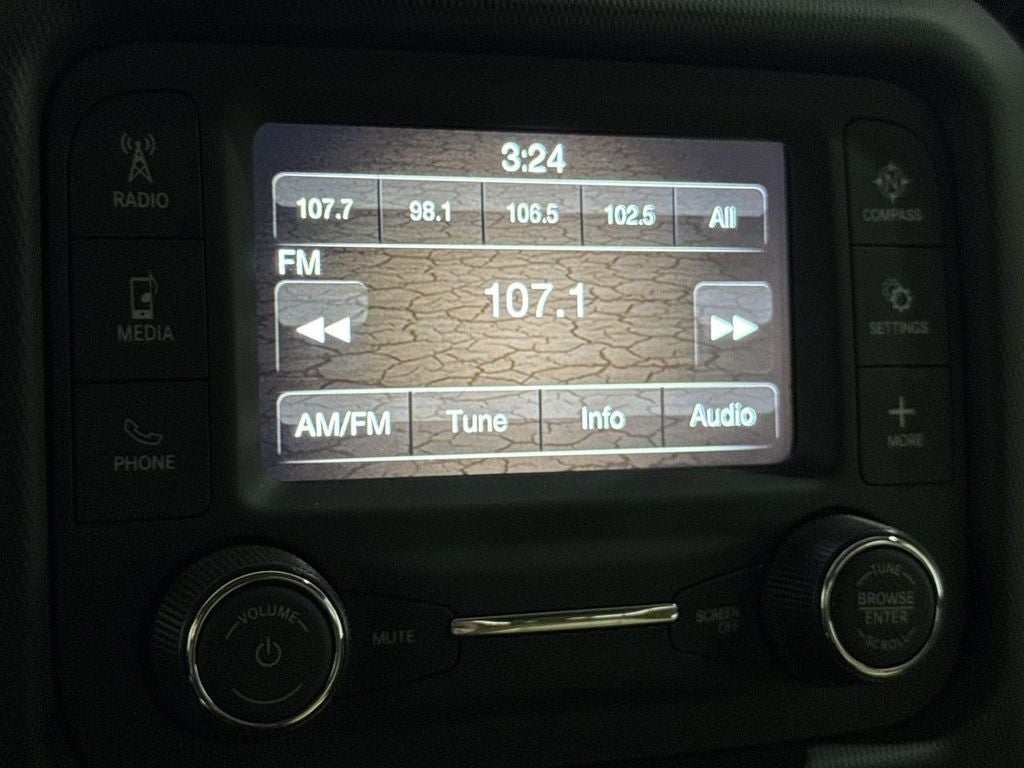 3:24
107.7 98.1 106.5 102.5 All
FM
107.1
AM/FM Tune Info Audio
RADIO
MEDIA
PHONE
N
COMPASS
SETTINGS
MORE
VOLUME
MUTE
SCREEN
OFF
TUNE
BROWSE
ENTER
SCROLL